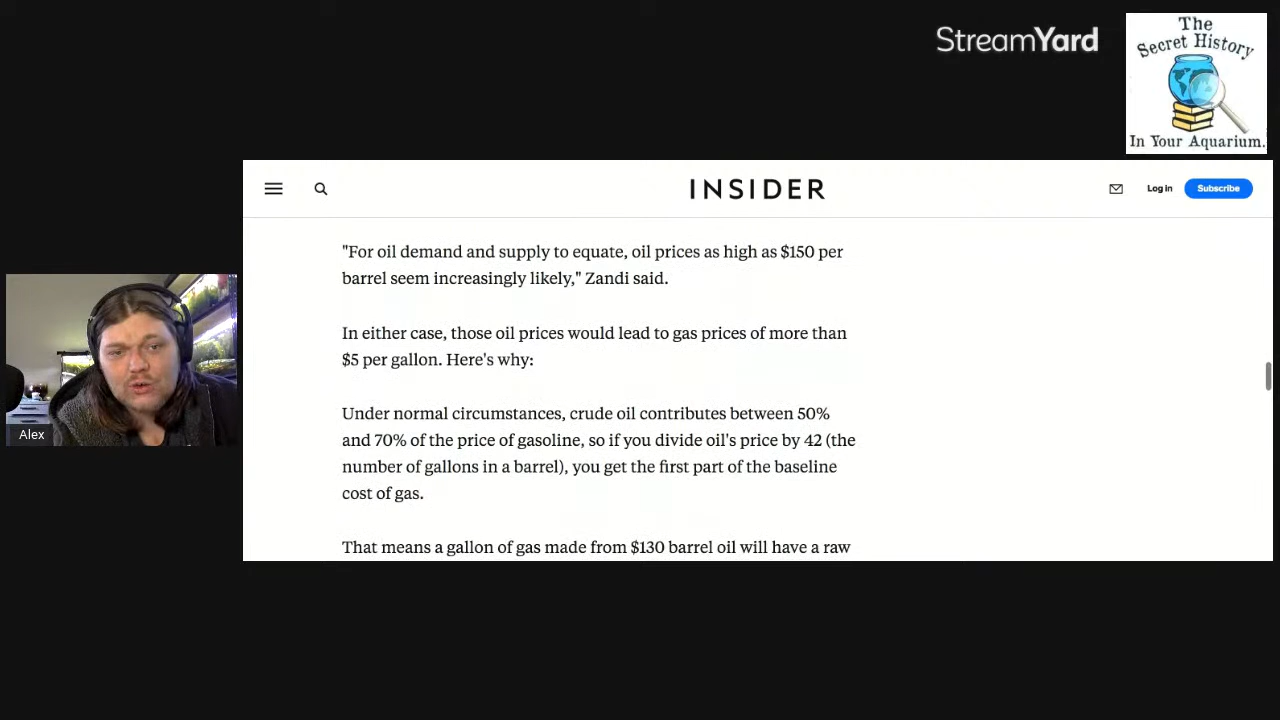 StreamYard
The
Secret History
In Your Aquarium.
INSIDER
Log in
Subscribe
"For oil demand and supply to equate, oil prices as high as $150 per
barrel seem increasingly likely," Zandi said.
In either case, those oil prices would lead to gas prices of more than
$5 per gallon. Here's why:
Under normal circumstances, crude oil contributes between 50%
and 70% of the price of gasoline, so if you divide oil's price by 42 (the
number of gallons in a barrel), you get the first part of the baseline
cost of gas.
That means a gallon of gas made from $130 barrel oil will have a raw
Alex